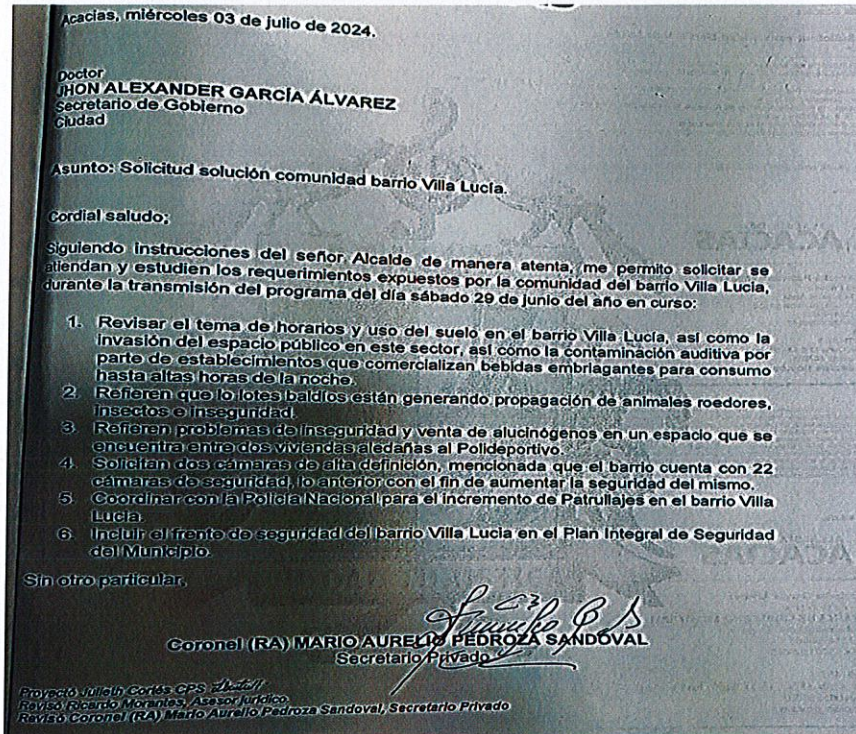 Acacias, miércoles 03 de julio de 2024.
Doctor
JHON ALEXANDER GARCÍA ÁLVAREZ
Secretario de Gobierno
Ciudad
Asunto: Solicitud solución comunidad barrio Villa Lucía.
Cordial saludo;
Siguiendo instrucciones del señor Alcalde de manera atenta, me permito solicitar se
atiendan y estudien los requerimientos expuestos por la comunidad del barrio Villa Lucia,
durante la transmisión del programa del día sábado 29 de junio del año en curso:
1. Revisar el tema de horarios y uso del suelo en el barrio Villa Lucía, así como la
invasión del espacio público en este sector, así como la contaminación auditiva por
parte de establecimientos que comercializan bebidas embriagantes para consumo
hasta altas horas de la noche.
2. Refieren que lo lotes baldíos están generando propagación de animales roedores,
insectos e inseguridad.
3. Refieren problemas de inseguridad y venta de alucinógenos en un espacio que se
encuentra entre dos viviendas aledañas al Polideportivo.
4. Solicitan dos cámaras de alta definición, mencionada que el barrio cuenta con 22
cámaras de seguridad, lo anterior con el fin de aumentar la seguridad del mismo.
5. Coordinar con la Policía Nacional para el incremento de Patrullajes en el barrio Villa
Lucia.
6. Incluir el frente de seguridad del barrio Villa Lucia en el Plan Integral de Seguridad
del Municipio.
Sin otro particular,
Coronel (RA) MARIO AURELIO PEDROZA SANDOVAL
Secretario Privado
Proyectó Julieth Cortés CPS
Revisó Ricardo Morantes, Asesor jurídico
Revisó Coronel (RA) Mario Aurelio Pedroza Sandoval, Secretario Privado
ACACÍAS
ACACÍAS